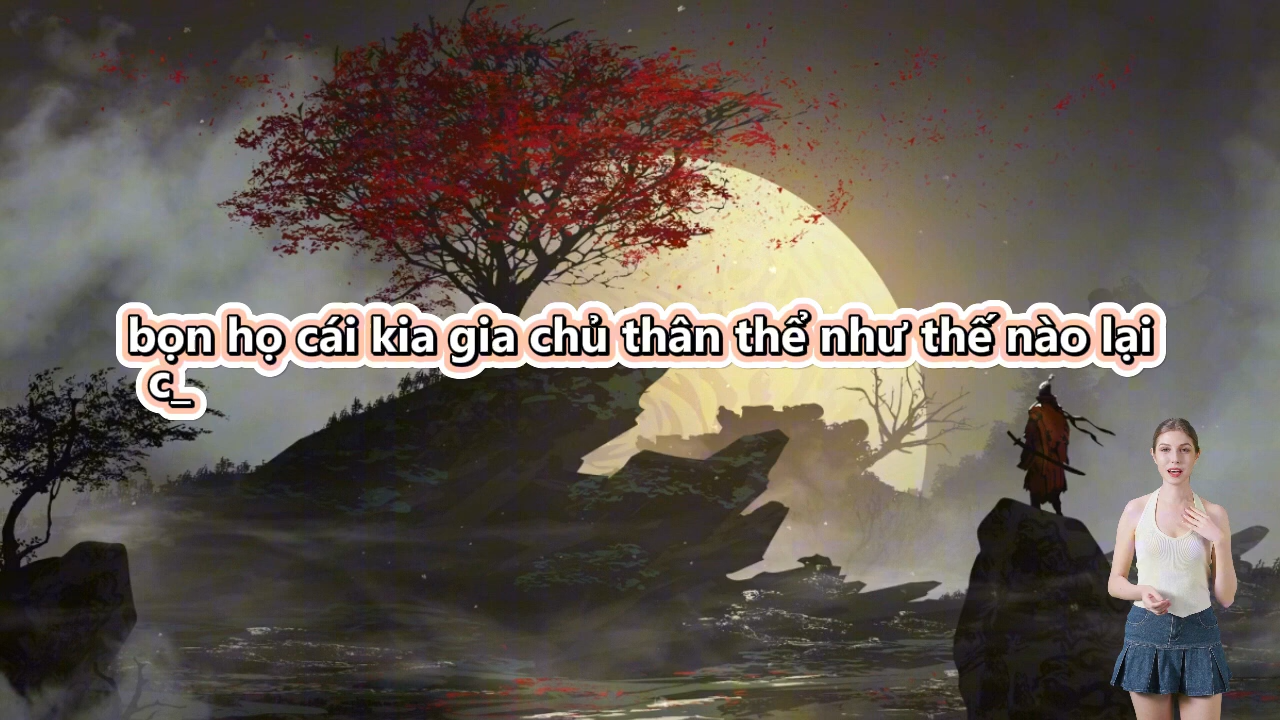 bọn họ cái kia gia chủ thân thể như thế nào lại
C_